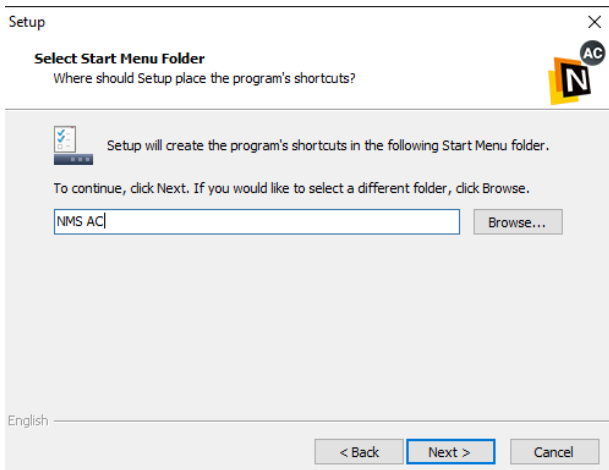 Setup
Select Start Menu Folder
Where should Setup place the program's shortcuts?
AC
N
Setup will create the program's shortcuts in the following Start Menu folder.
To continue, click Next. If you would like to select a different folder, click Browse.
NMS AC
Browse...
English
< Back
Next >
Cancel